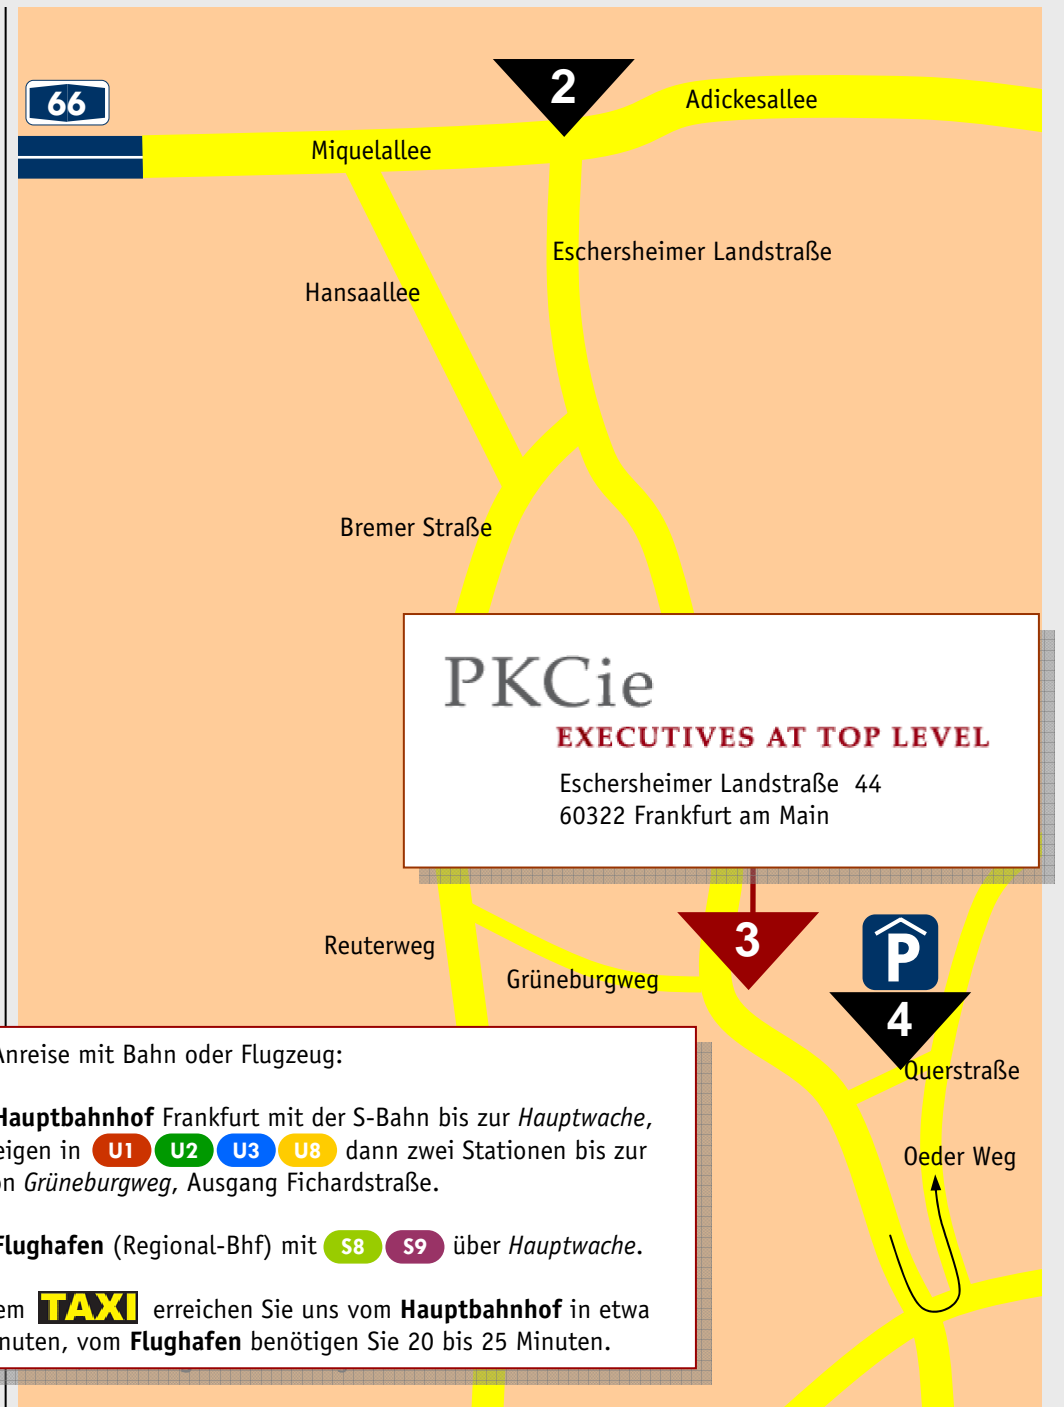 66
2
Adickesallee
Miquelallee
Eschersheimer Landstraße
Hansaallee
Bremer Straße
PKCie
EXECUTIVES AT TOP LEVEL
Eschersheimer Landstraße 44
60322 Frankfurt am Main
3
Reuterweg
P
Grüneburgweg
4
Querstraße
Oeder Weg
Anreise mit Bahn oder Flugzeug:
Hauptbahnhof Frankfurt mit der S-Bahn bis zur Hauptwache,
eigen in U1 U2 U3 U8 dann zwei Stationen bis zur
on Grüneburgweg, Ausgang Fichardstraße.
Flughafen (Regional-Bhf) mit S8 S9 über Hauptwache.
em TAXI erreichen Sie uns vom Hauptbahnhof in etwa
nuten, vom Flughafen benötigen Sie 20 bis 25 Minuten.